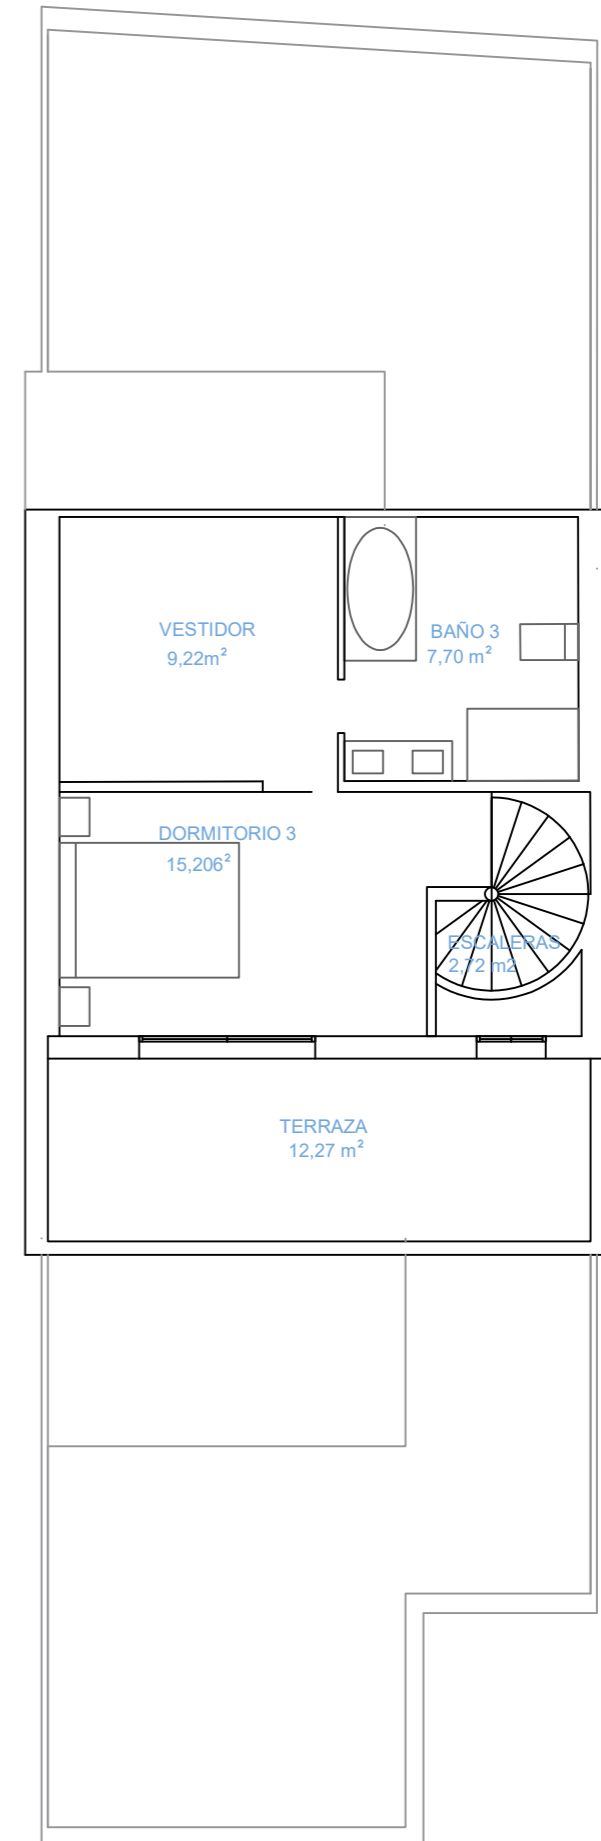 VESTIDOR
9,22m²
BAÑO 3
7,70 m²
DORMITORIO 3
15,206²
ESCALERAS
2,72 m2
TERRAZA
12,27 m²